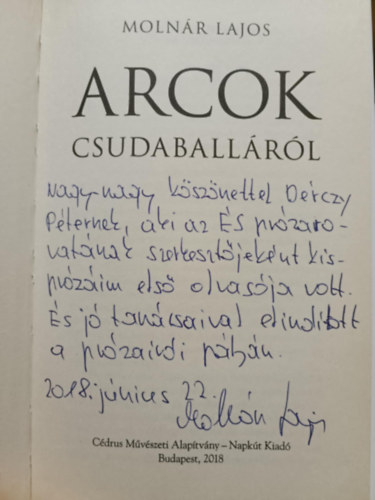 MOLNÁR LAJOS
ARCOK
CSUDABALLÁRÓL
Nagy-nagy köszönettel Dérczy
Péternek, aki az ÉS prózaro-
vatának szerkesztőjeként kis-
prózáim első olvasója volt.
És jó tanácsaival elindított
a prózaírói pályán.
2018. június 22.
Molnár Lajos
Cédrus Művészeti Alapítvány – Napkút Kiadó
Budapest, 2018